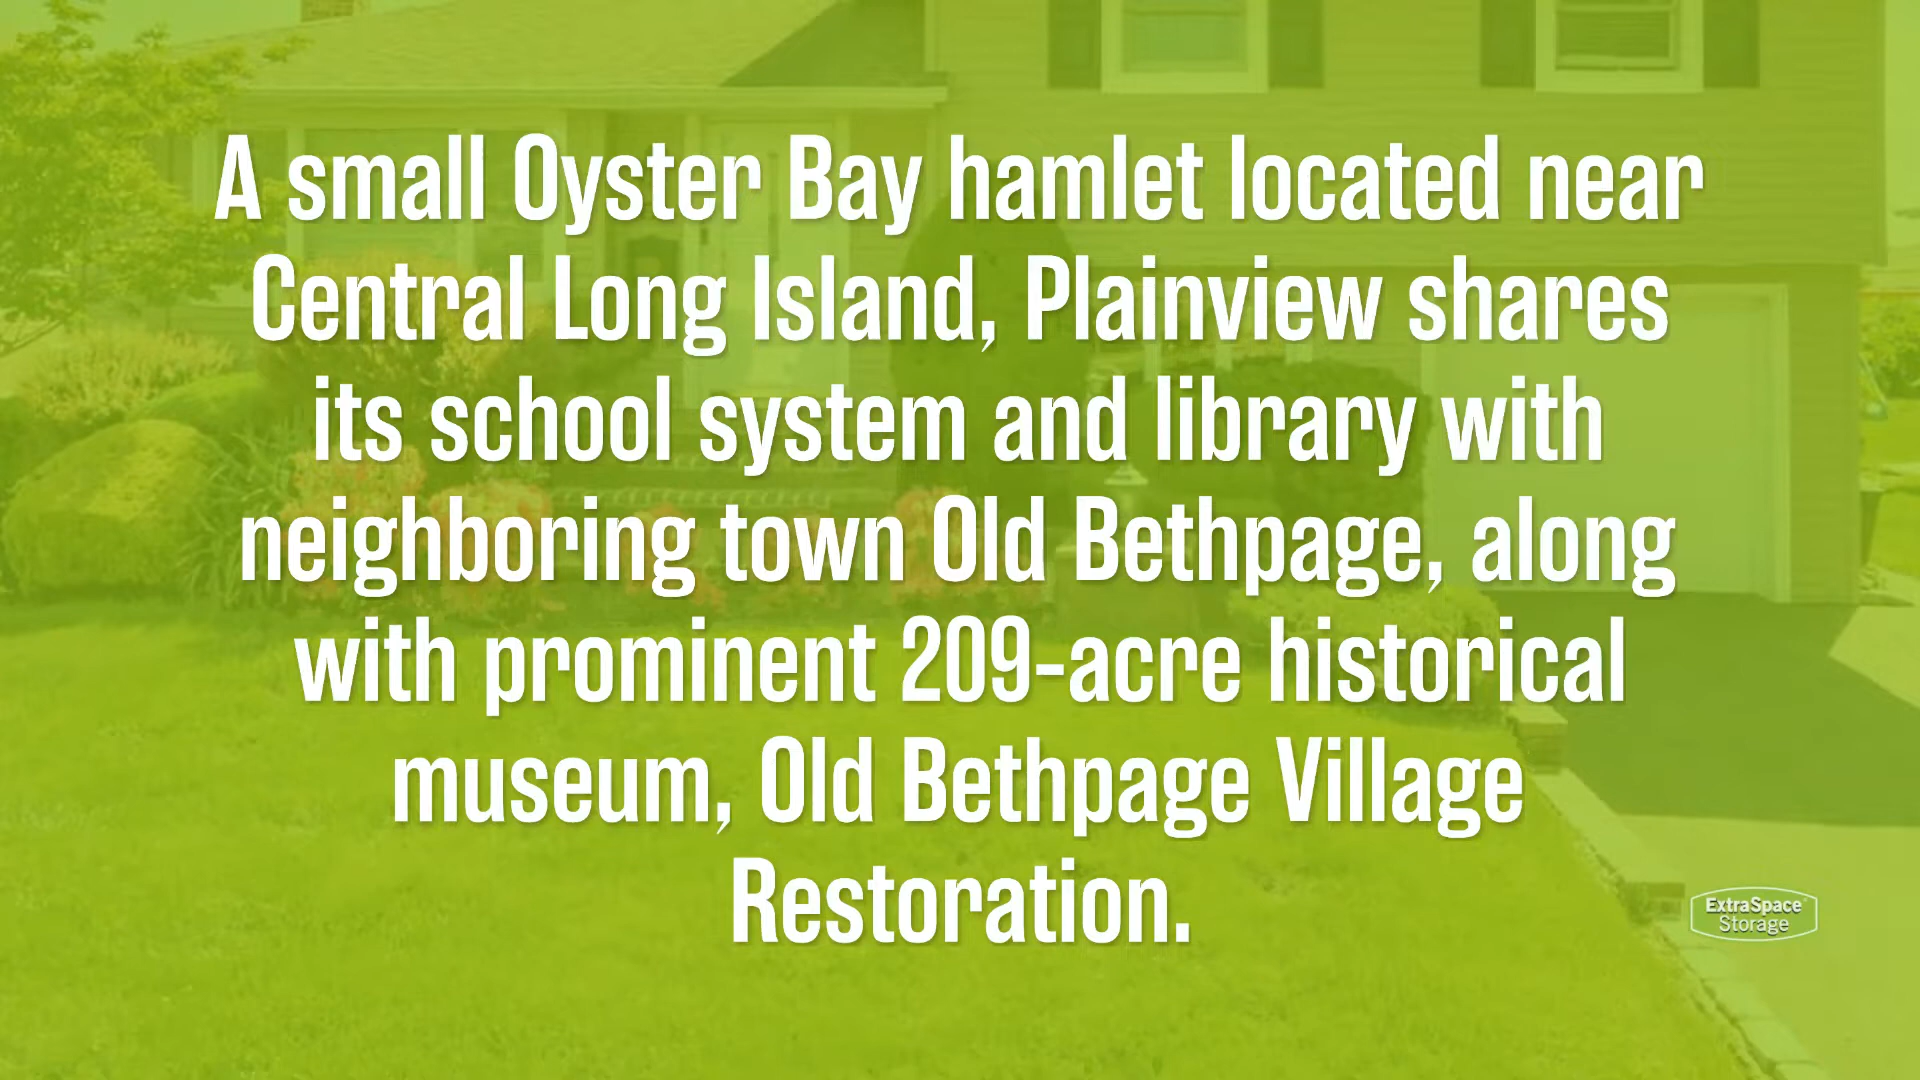 A small Oyster Bay hamlet located near
Central Long Island, Plainview shares
its school system and library with
neighboring town Old Bethpage, along
with prominent 209-acre historical
museum, Old Bethpage Village
Restoration.
ExtraSpace
Storage